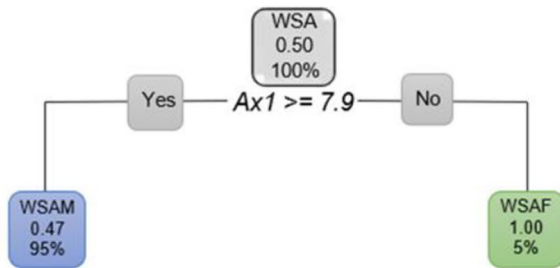 WSA
0.50
100%
Yes
Ax1 >= 7.9
No
WSAM
0.47
95%
WSAF
1.00
5%